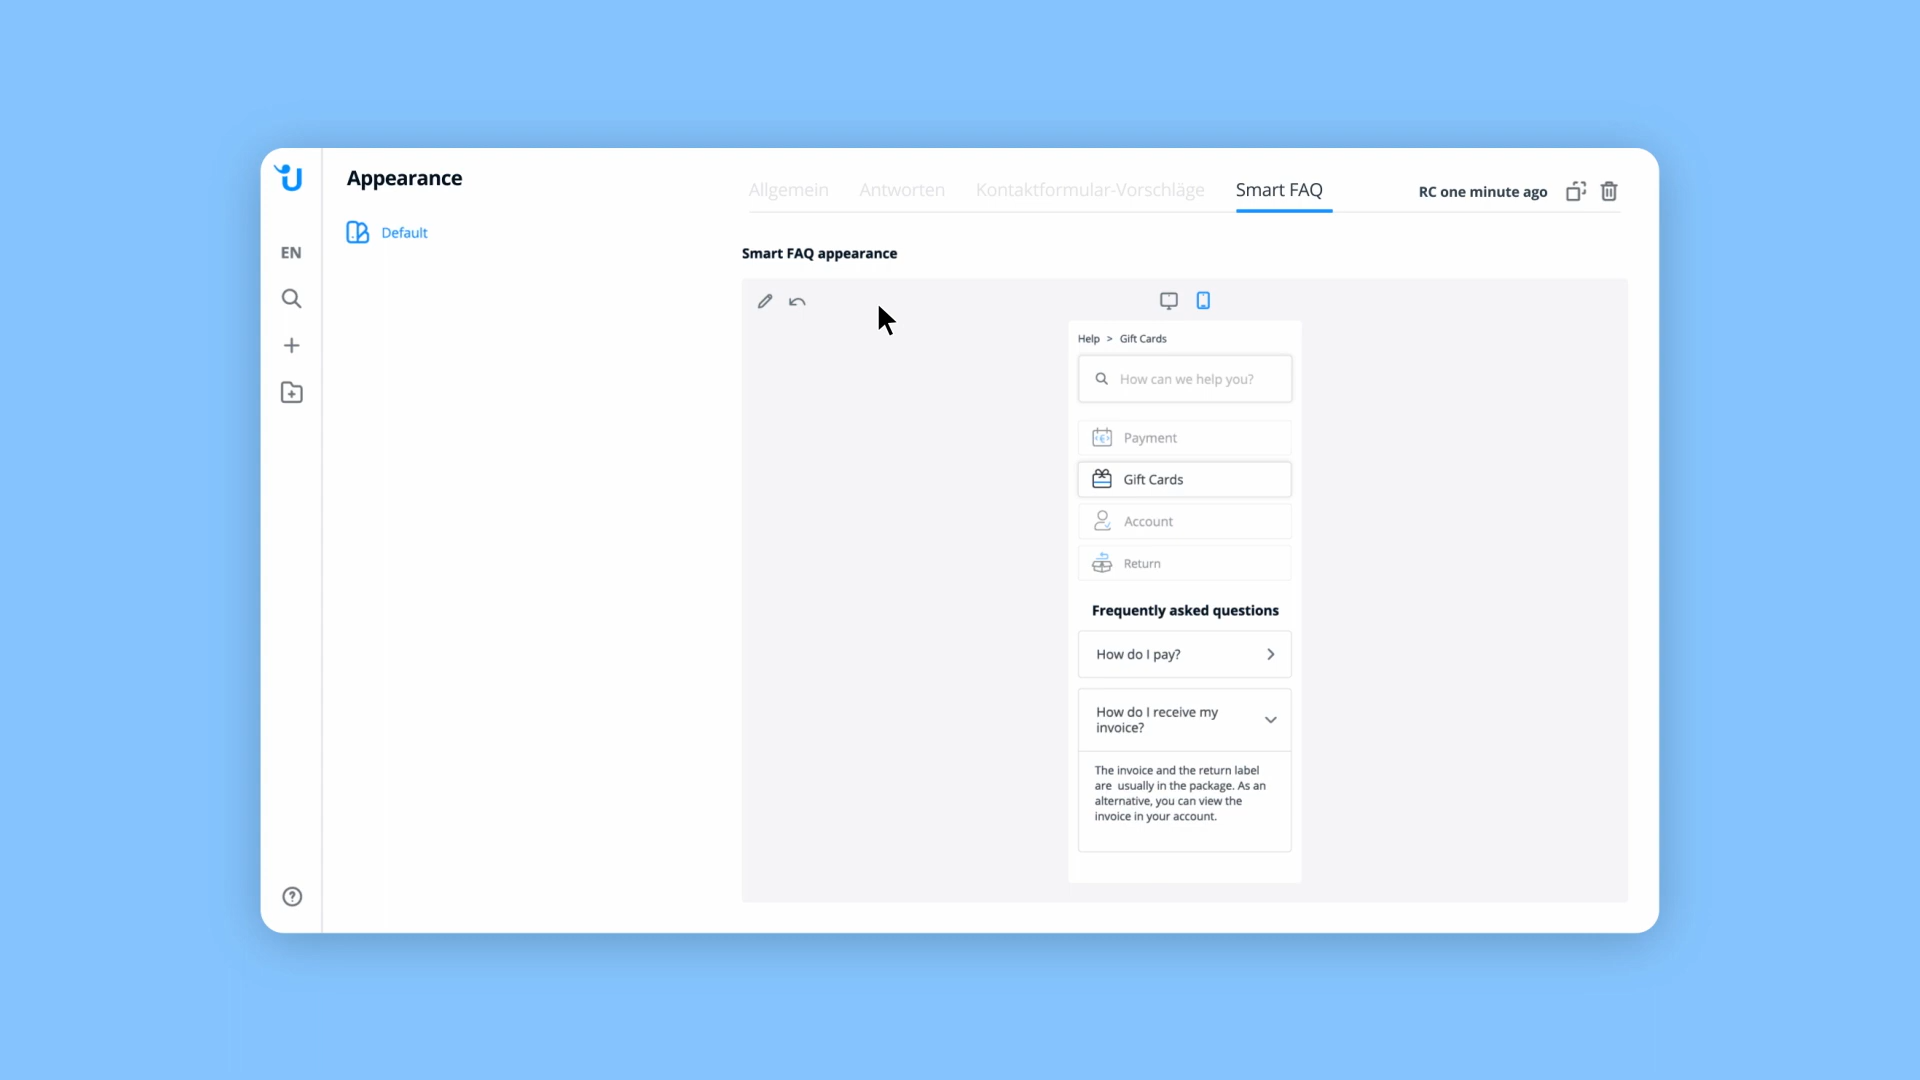 Appearance
Allgemein
Antworten
Kontaktformular-Vorschläge
Smart FAQ
RC one minute ago
EN
Default
Smart FAQ appearance
Help > Gift Cards
How can we help you?
Payment
Gift Cards
Account
Return
Frequently asked questions
How do I pay?
How do I receive my
invoice?
The invoice and the return label
are usually in the package. As an
alternative, you can view the
invoice in your account.